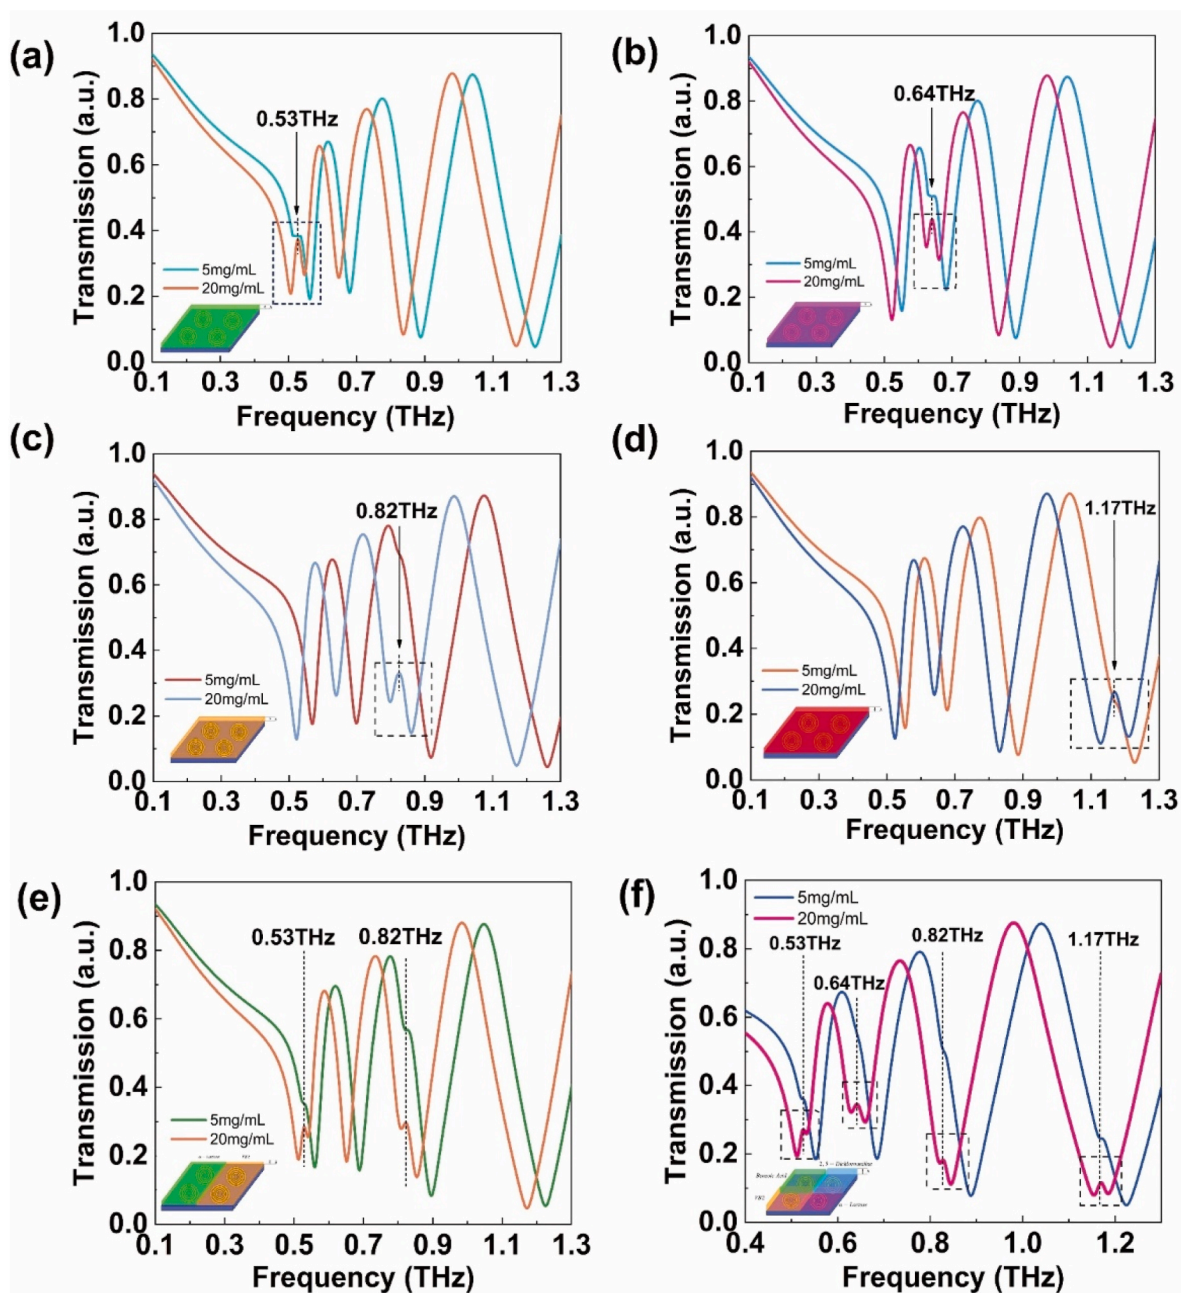 (a)
Transmission (a.u.)
1.0
0.8
0.6
0.4
0.2
0.0
0.53THz
5mg/mL
20mg/mL
0.1 0.3 0.5 0.7 0.9 1.1 1.3
Frequency (THz)
(b)
Transmission (a.u.)
1.0
0.8
0.6
0.4
0.2
0.0
0.64THz
5mg/mL
20mg/mL
0.1 0.3 0.5 0.7 0.9 1.1 1.3
Frequency (THz)
(c)
Transmission (a.u.)
1.0
0.8
0.6
0.4
0.2
0.0
0.82THz
5mg/mL
20mg/mL
0.1 0.3 0.5 0.7 0.9 1.1 1.3
Frequency (THz)
(d)
Transmission (a.u.)
1.0
0.8
0.6
0.4
0.2
0.0
1.17THz
5mg/mL
20mg/mL
0.1 0.3 0.5 0.7 0.9 1.1 1.3
Frequency (THz)
(e)
Transmission (a.u.)
1.0
0.8
0.6
0.4
0.2
0.0
0.53THz 0.82THz
5mg/mL
20mg/mL
0.1 0.3 0.5 0.7 0.9 1.1 1.3
Frequency (THz)
(f)
Transmission (a.u.)
1.0
0.8
0.6
0.4
0.2
0.0
5mg/mL
20mg/mL
0.53THz
0.64THz
0.82THz
1.17THz
0.4 0.6 0.8 1.0 1.2
Frequency (THz)